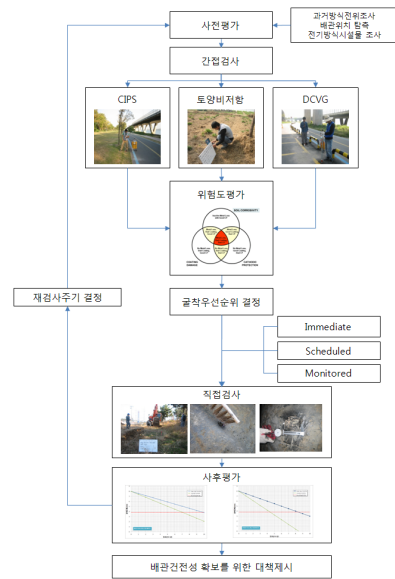 사전평가
과거방식전위조사
배관위치 탐측
전기방식시설물 조사
간접검사
CIPS
토양비저항
DCVG
위험도평가
재검사주기 결정
굴착우선순위 결정
Immediate
Scheduled
Monitored
직접검사
사후평가
배관건전성 확보를 위한 대책제시